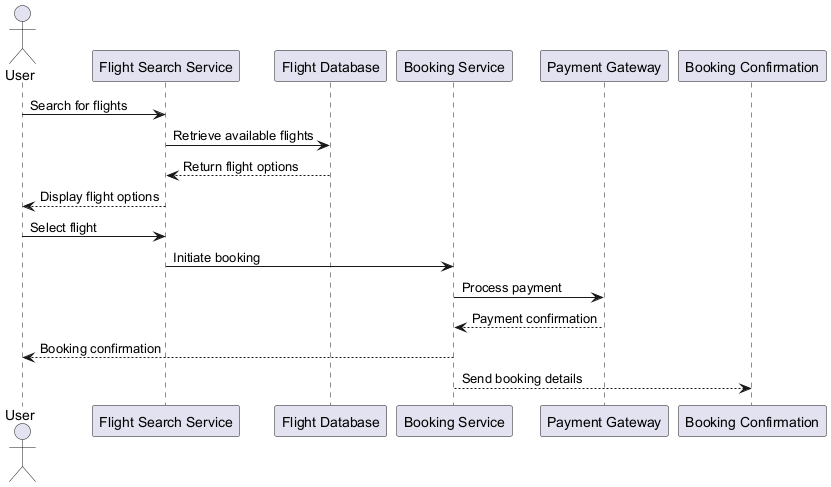 User
Flight Search Service
Flight Database
Booking Service
Payment Gateway
Booking Confirmation
Search for flights
Retrieve available flights
Return flight options
Display flight options
Select flight
Initiate booking
Process payment
Payment confirmation
Booking confirmation
Send booking details
User
Flight Search Service
Flight Database
Booking Service
Payment Gateway
Booking Confirmation